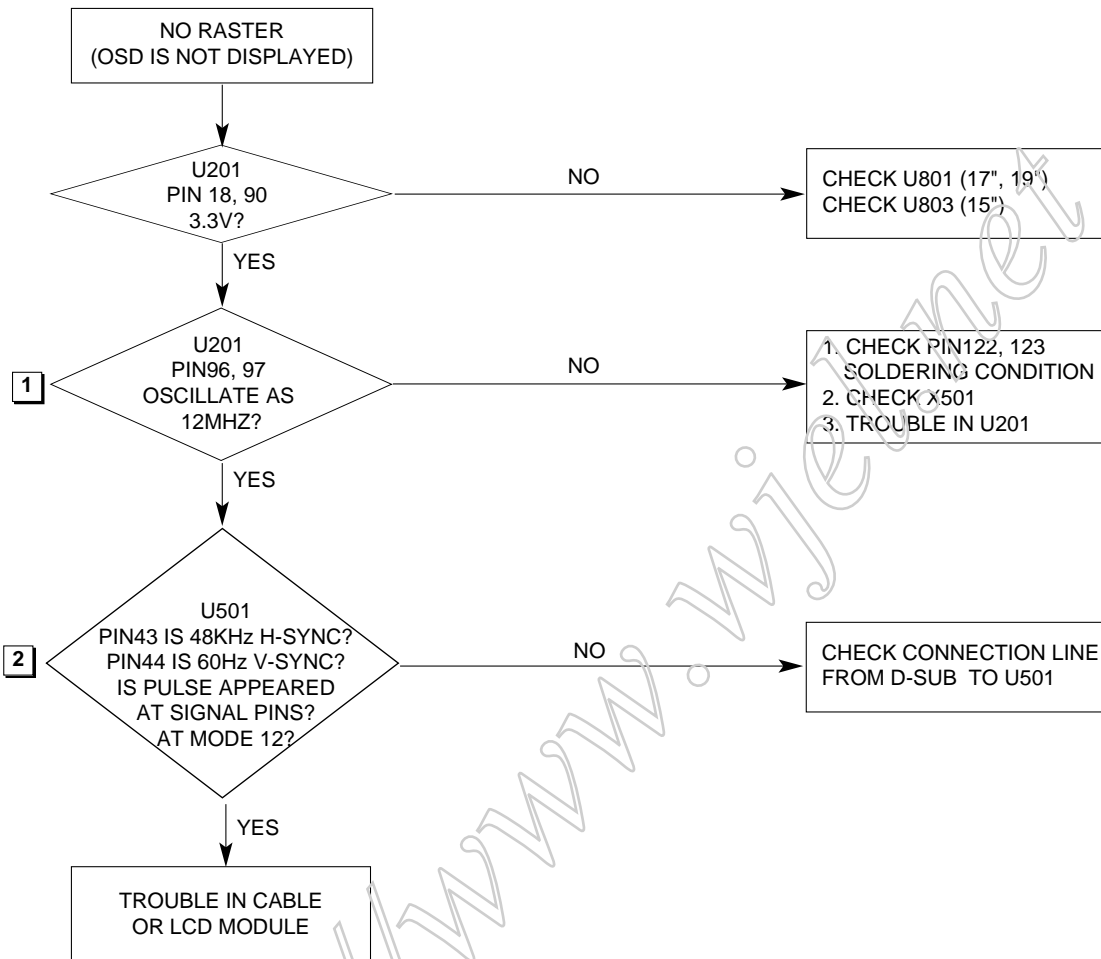 NO RASTER
(OSD IS NOT DISPLAYED)
U201
PIN 18, 90
3.3V?
NO
CHECK U801 (17", 19")
CHECK U803 (15")
YES
1
U201
PIN96, 97
OSCILLATE AS
12MHZ?
NO
1. CHECK PIN122, 123
SOLDERING CONDITION
2. CHECK X501
3. TROUBLE IN U201
YES
2
U501
PIN43 IS 48KHz H-SYNC?
PIN44 IS 60Hz V-SYNC?
IS PULSE APPEARED
AT SIGNAL PINS?
AT MODE 12?
NO
CHECK CONNECTION LINE
FROM D-SUB TO U501
YES
TROUBLE IN CABLE
OR LCD MODULE
//www.wjel.net